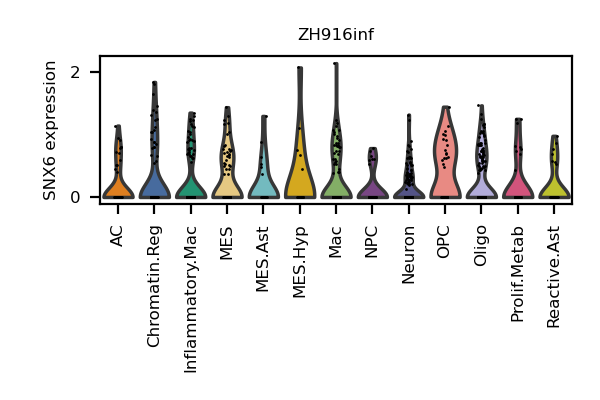 ZH916inf
SNX6 expression
2
0
AC
Chromatin.Reg
Inflammatory.Mac
MES
MES.Ast
MES.Hyp
Mac
NPC
Neuron
OPC
Oligo
Prolif.Metab
Reactive.Ast